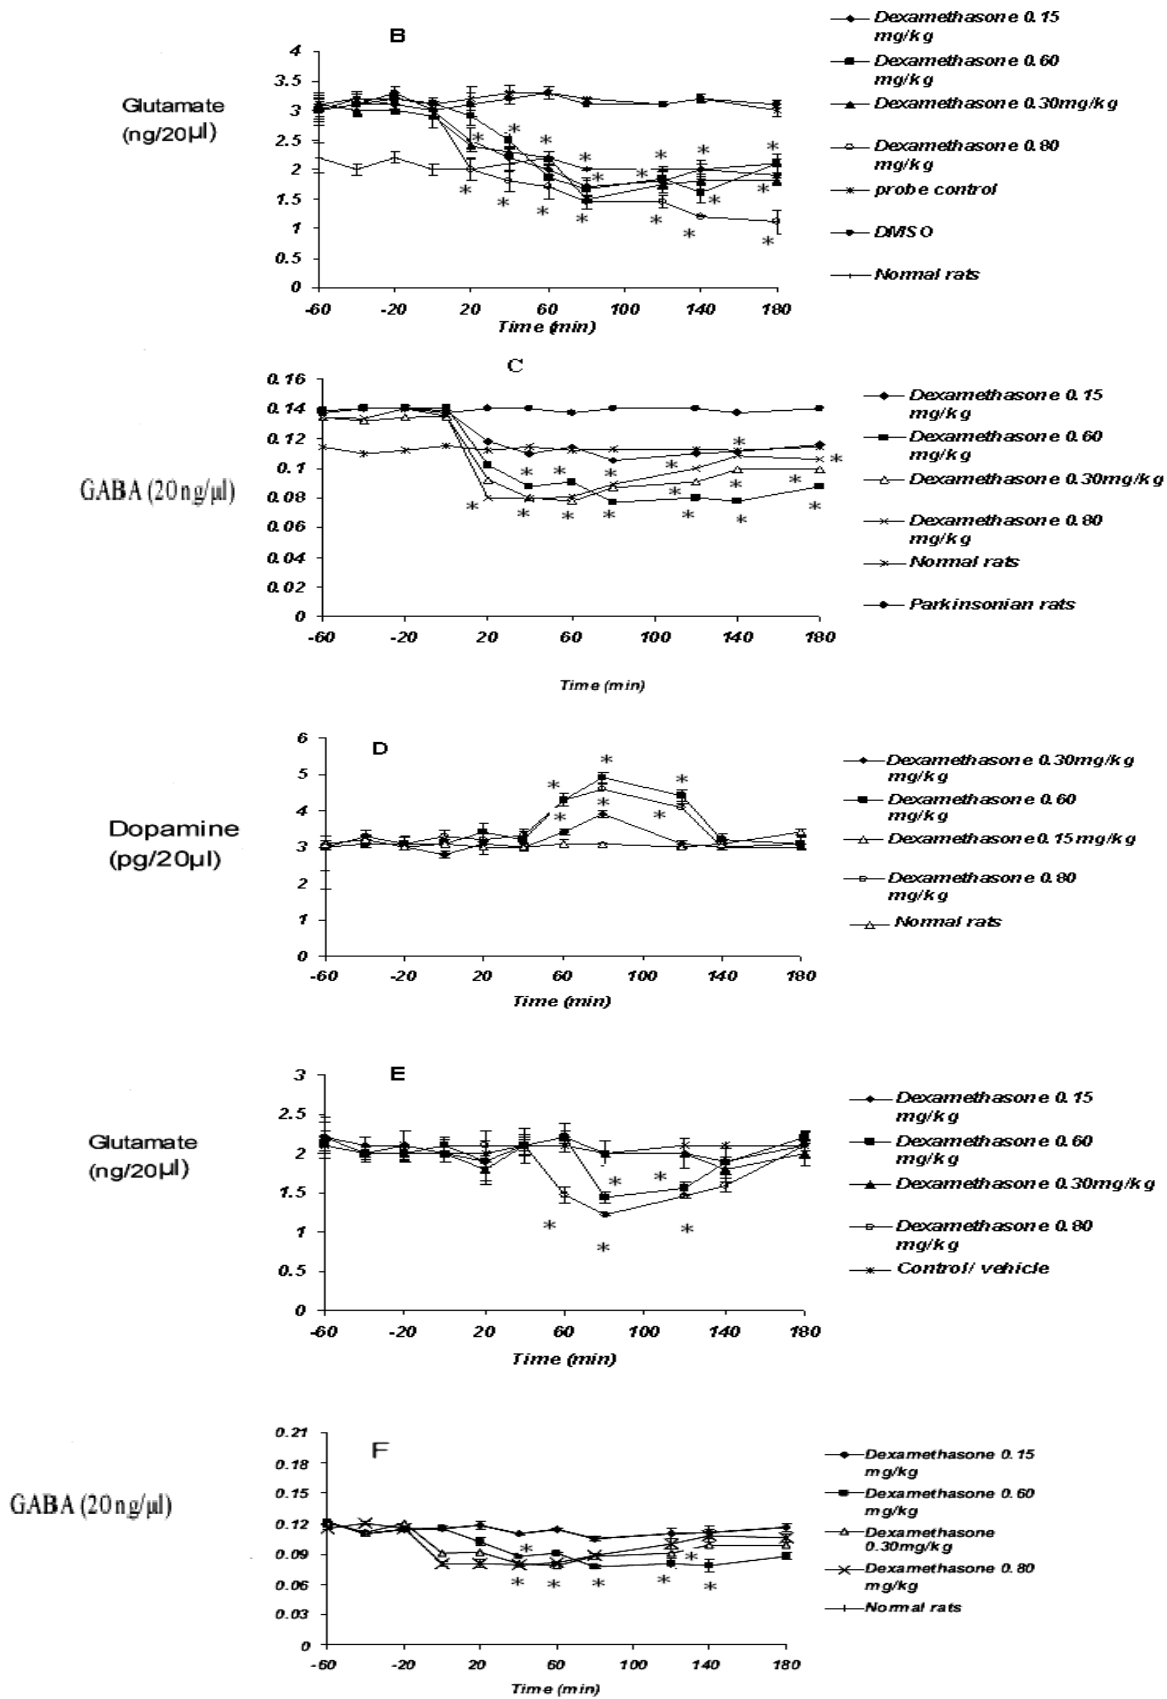 B
Glutamate
(ng/20µl)
4
3.5
3
2.5
2
1.5
1
0.5
0
-60 -20 20 60 100 140 180
Time (min)
Dexamethasone 0.15
mg/kg
Dexamethasone 0.60
mg/kg
Dexamethasone 0.30mg/kg
Dexamethasone 0.80
mg/kg
probe control
DMSO
Normal rats
C
GABA (20ng/µl)
0.16
0.14
0.12
0.1
0.08
0.06
0.04
0.02
0
-60 -20 20 60 100 140 180
Time (min)
Dexamethasone 0.15
mg/kg
Dexamethasone 0.60
mg/kg
Dexamethasone 0.30mg/kg
Dexamethasone 0.80
mg/kg
Normal rats
Parkinsonian rats
D
Dopamine
(pg/20µl)
6
5
4
3
2
1
0
-60 -20 20 60 100 140 180
Time (min)
Dexamethasone 0.30mg/kg
mg/kg
Dexamethasone 0.60
mg/kg
Dexamethasone 0.15mg/kg
Dexamethasone 0.80
mg/kg
Normal rats
E
Glutamate
(ng/20µl)
3
2.5
2
1.5
1
0.5
0
-60 -20 20 60 100 140 180
Time (min)
Dexamethasone 0.15
mg/kg
Dexamethasone 0.60
mg/kg
Dexamethasone 0.30mg/kg
Dexamethasone 0.80
mg/kg
Control/ vehicle
F
GABA (20ng/µl)
0.21
0.18
0.15
0.12
0.09
0.06
0.03
0
-60 -20 20 60 100 140 180
Time (min)
Dexamethasone 0.15
mg/kg
Dexamethasone 0.60
mg/kg
Dexamethasone
0.30mg/kg
Dexamethasone 0.80
mg/kg
Normal rats